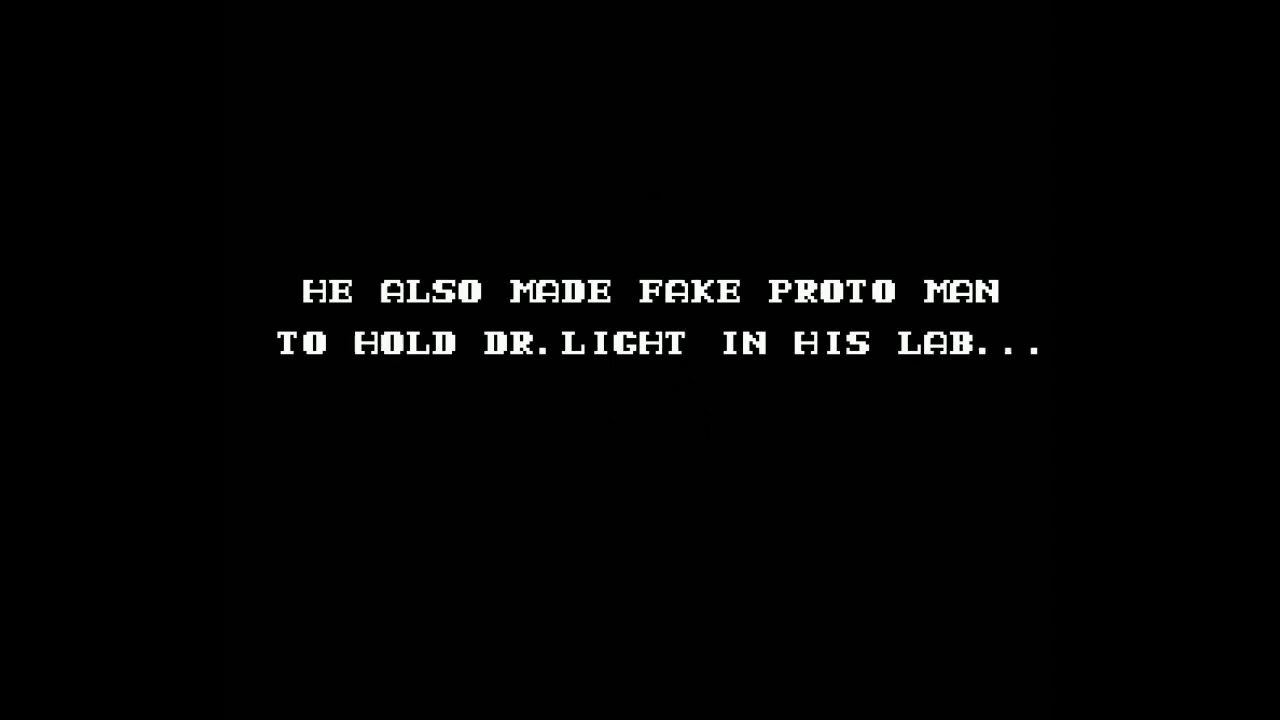 HE ALSO MADE FAKE PROTO MAN
TO HOLD DR.LIGHT IN HIS LAB...